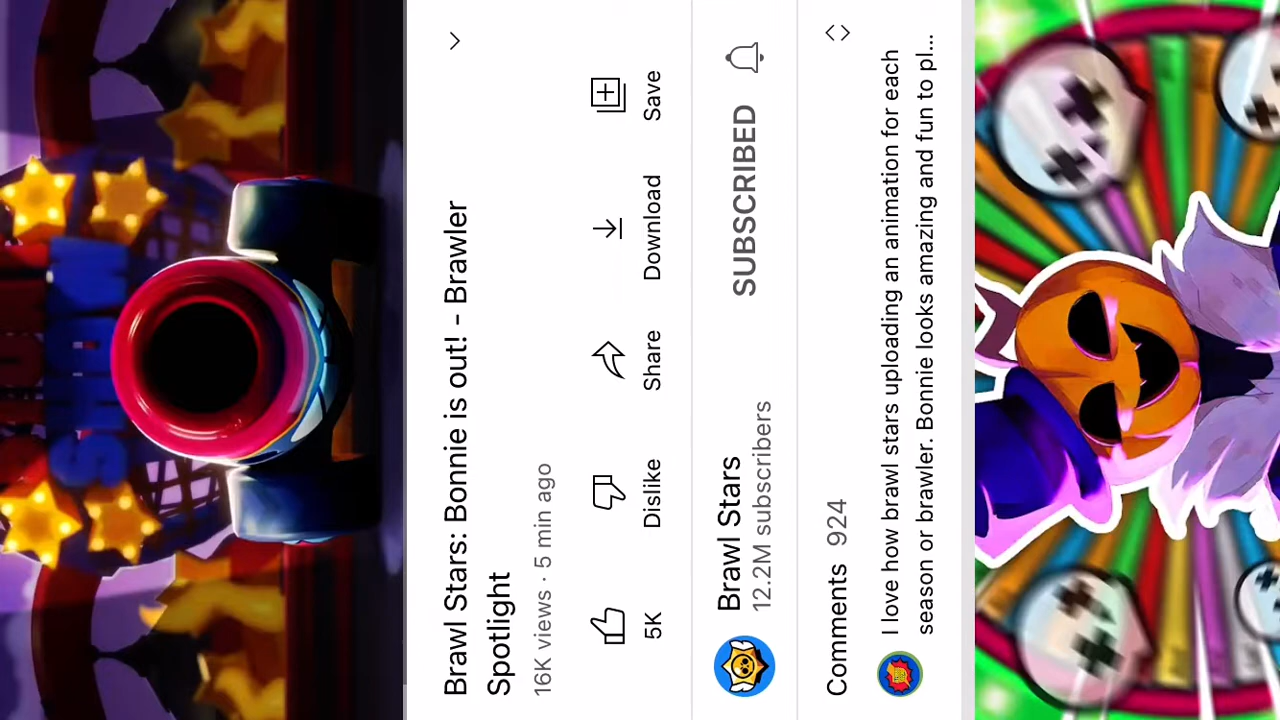 Brawl Stars: Bonnie is out! - Brawler
Spotlight
16K views · 5 min ago
5K
Dislike
Share
Download
Save
Brawl Stars
12.2M subscribers
SUBSCRIBED
Comments 924
I love how brawl stars uploading an animation for each
season or brawler. Bonnie looks amazing and fun to pl...